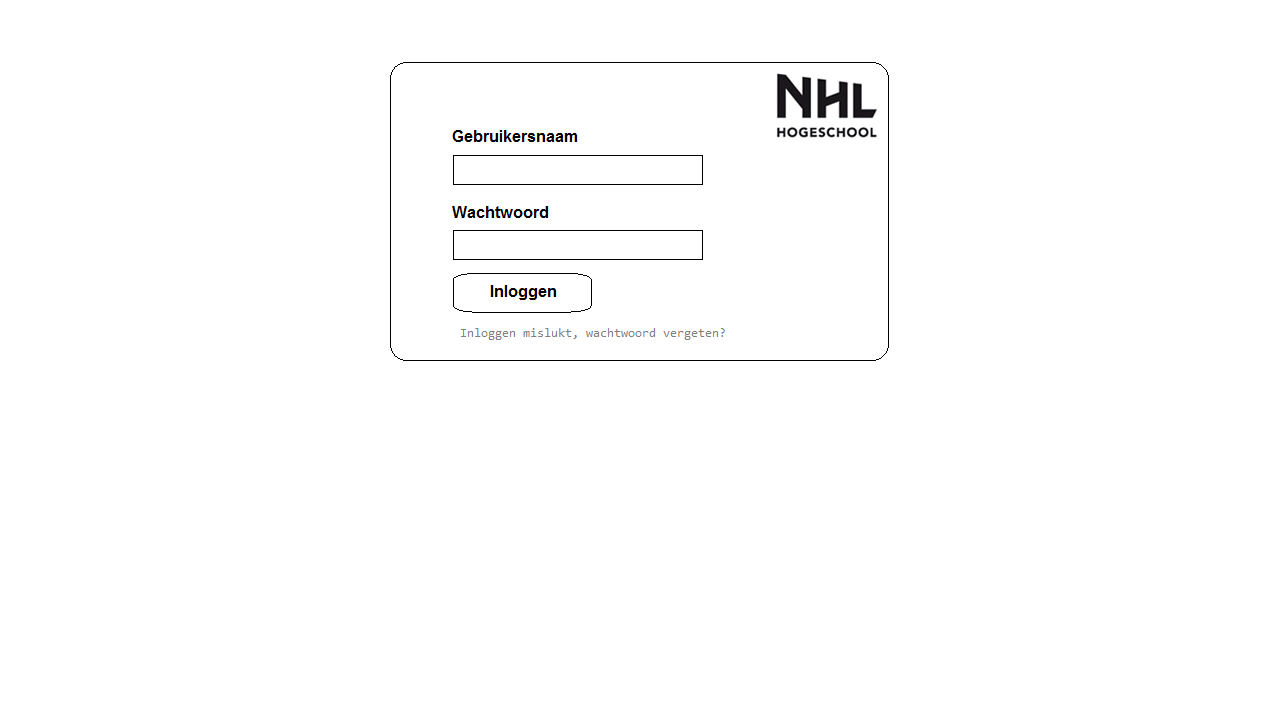 NHL
HOGESCHOOL
Gebruikersnaam
Wachtwoord
Inloggen
Inloggen mislukt, wachtwoord vergeten?